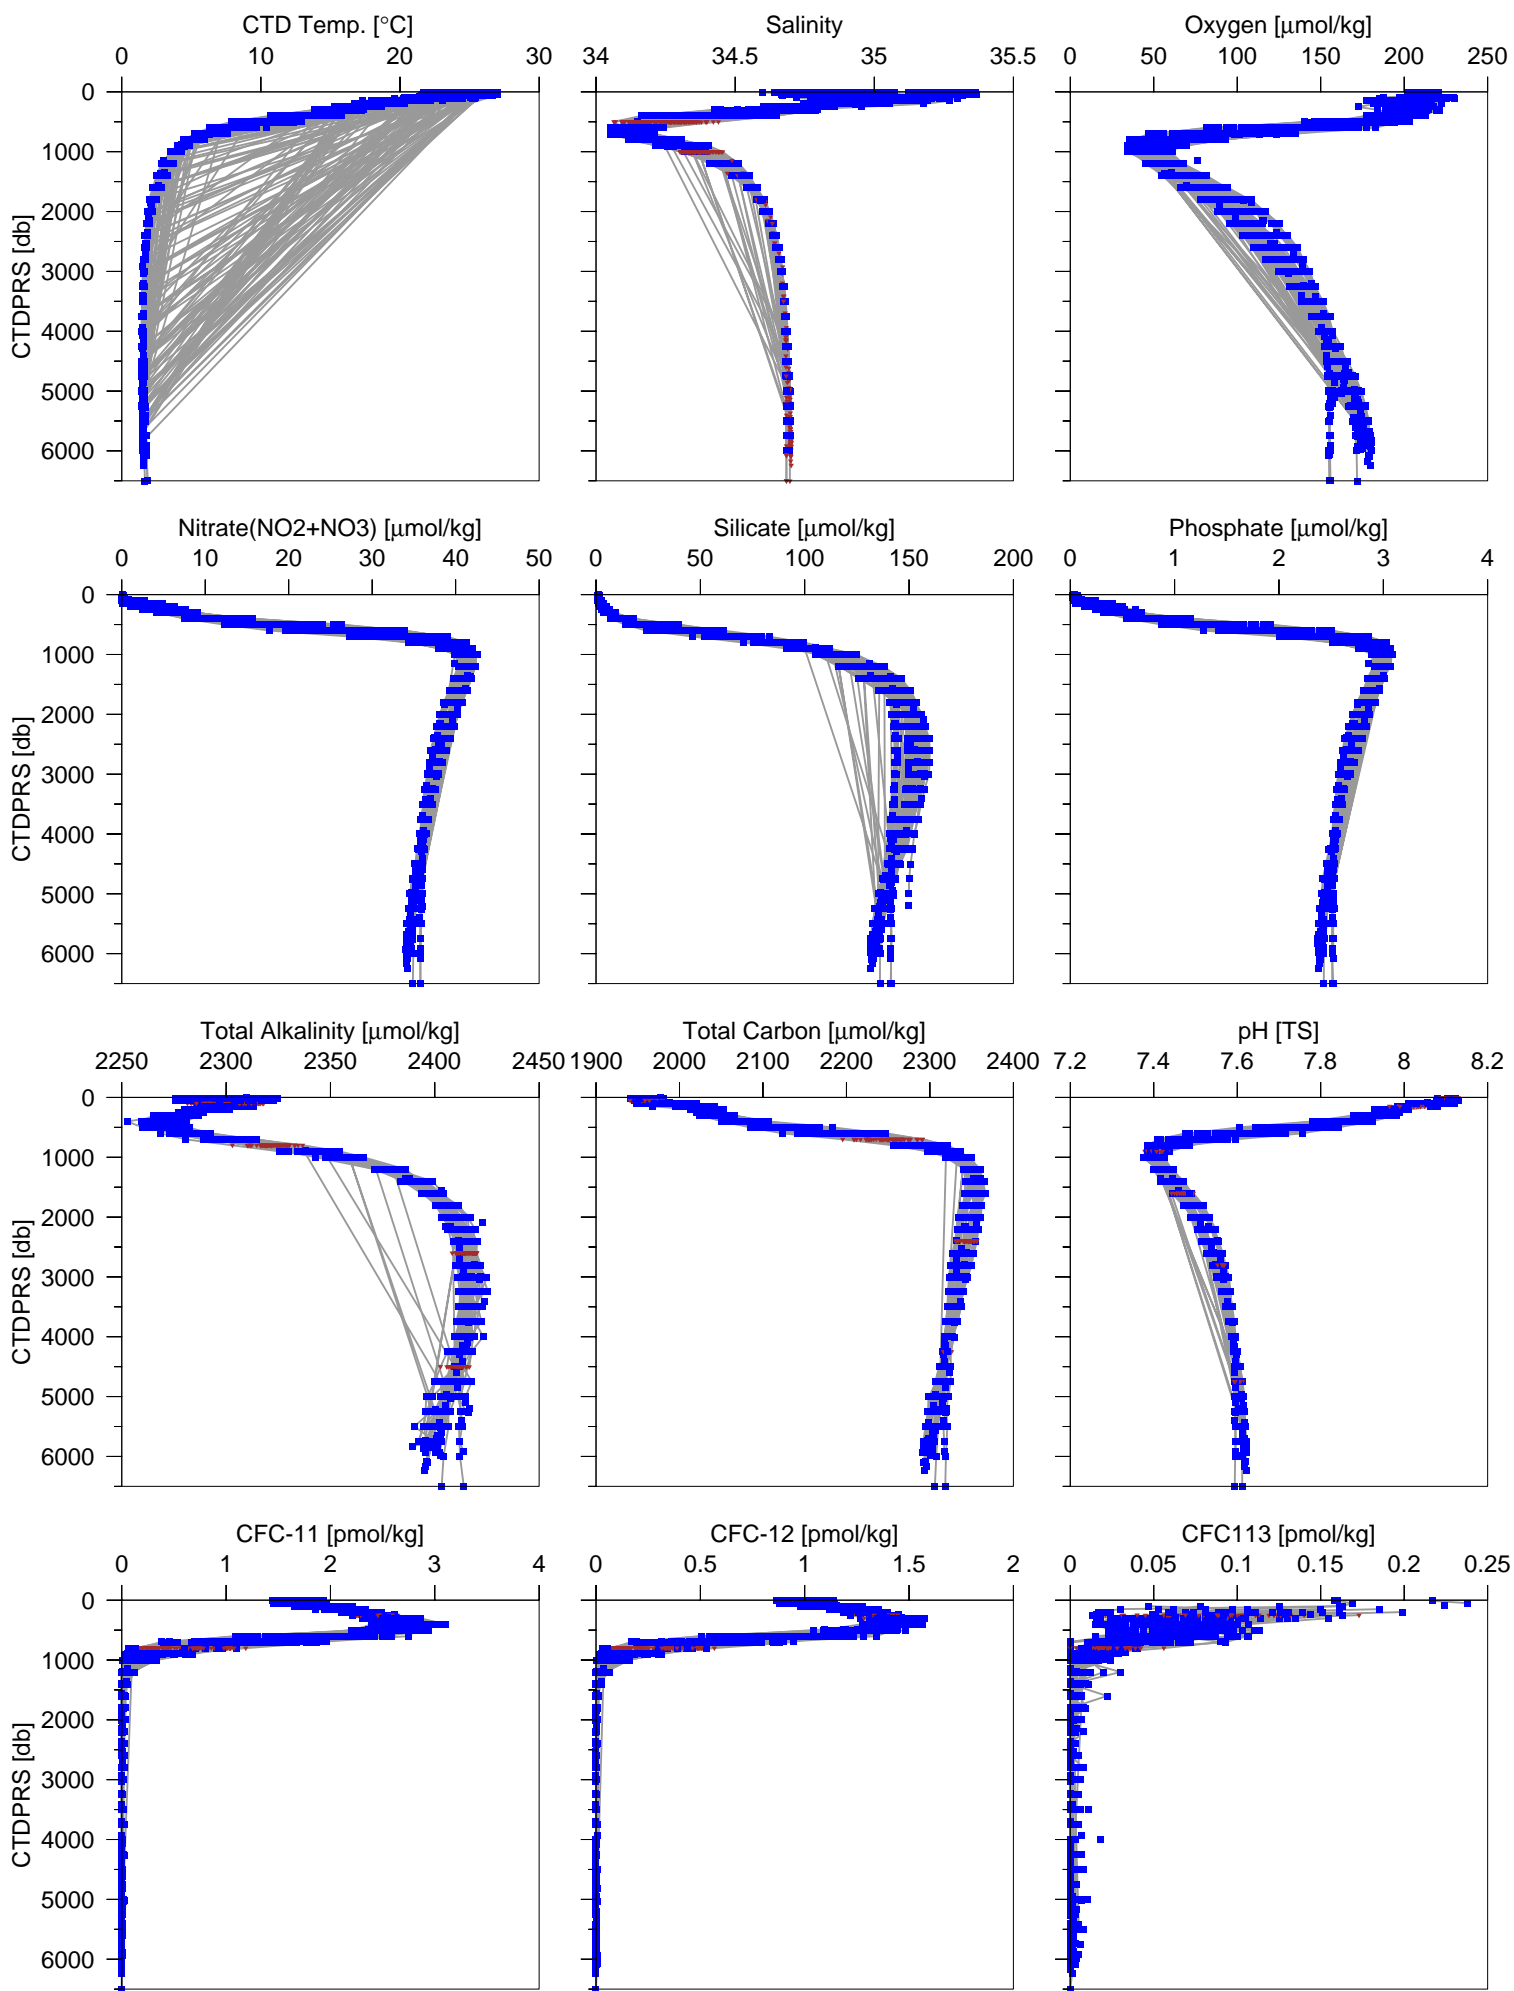 CTD Temp. [°C] Salinity Oxygen [μmol/kg]
0 10 20 30 34 34.5 35 35.5 0 50 100 150 200 250
0
1000
2000
3000
4000
5000
6000
CTDPRS [db]
Nitrate(NO2+NO3) [μmol/kg] Silicate [μmol/kg] Phosphate [μmol/kg]
0 10 20 30 40 50 0 50 100 150 200 0 1 2 3 4
0
1000
2000
3000
4000
5000
6000
CTDPRS [db]
Total Alkalinity [μmol/kg] Total Carbon [μmol/kg] pH [TS]
2250 2300 2350 2400 2450 1900 2000 2100 2200 2300 2400 7.2 7.4 7.6 7.8 8 8.2
0
1000
2000
3000
4000
5000
6000
CTDPRS [db]
CFC-11 [pmol/kg] CFC-12 [pmol/kg] CFC113 [pmol/kg]
0 1 2 3 4 0 0.5 1 1.5 2 0 0.05 0.1 0.15 0.2 0.25
0
1000
2000
3000
4000
5000
6000
CTDPRS [db]